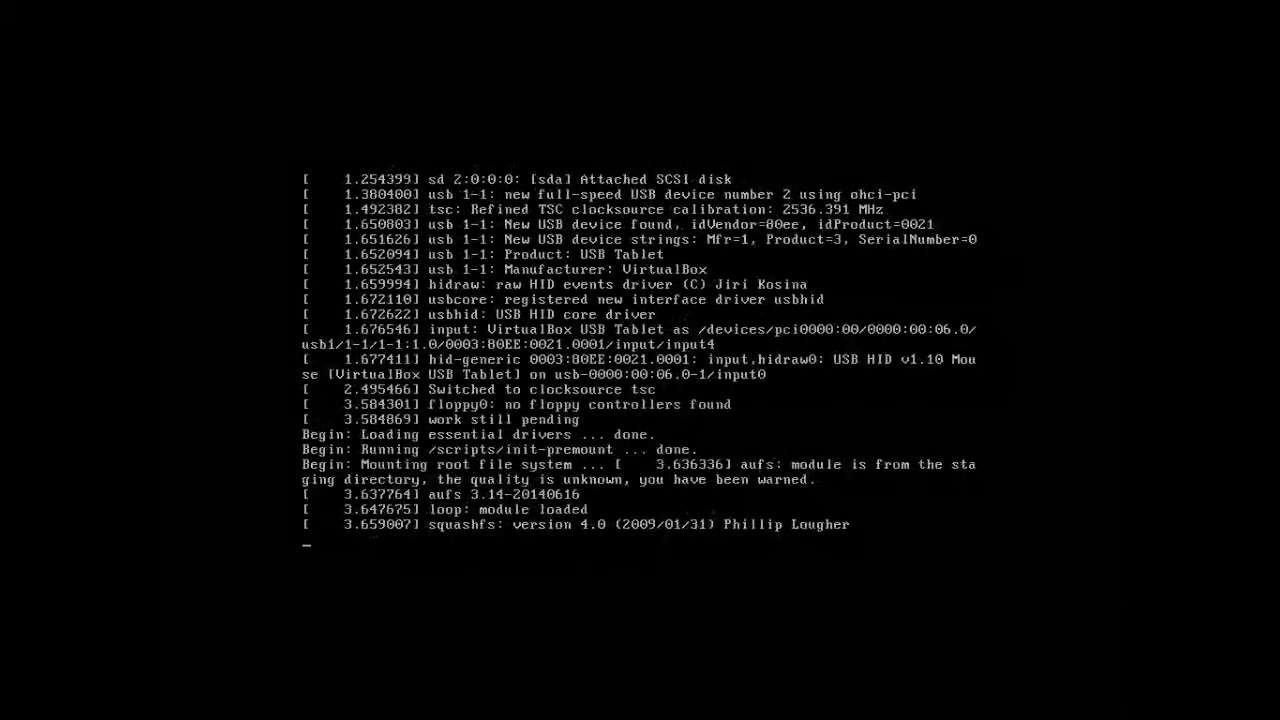 [    1.254399] sd 2:0:0:0: [sda] Attached SCSI disk
[    1.380400] usb 1-1: new full-speed USB device number 2 using ohci-pci
[    1.492382] tsc: Refined TSC clocksource calibration: 2536.391 MHz
[    1.650803] usb 1-1: New USB device found, idVendor=80ee, idProduct=0021
[    1.651626] usb 1-1: New USB device strings: Mfr=1, Product=3, SerialNumber=0
[    1.652094] usb 1-1: Product: USB Tablet
[    1.652543] usb 1-1: Manufacturer: VirtualBox
[    1.659994] hidraw: raw HID events driver (C) Jiri Kosina
[    1.672110] usbcore: registered new interface driver usbhid
[    1.672622] usbhid: USB HID core driver
[    1.676546] input: VirtualBox USB Tablet as /devices/pci0000:00/0000:00:06.0/
usb1/1-1/1-1:1.0/0003:80EE:0021.0001/input/input4
[    1.677411] hid-generic 0003:80EE:0021.0001: input,hidraw0: USB HID v1.10 Mou
se [VirtualBox USB Tablet] on usb-0000:00:06.0-1/input0
[    2.495466] Switched to clocksource tsc
[    3.584301] floppy0: no floppy controllers found
[    3.584869] work still pending
Begin: Loading essential drivers ... done.
Begin: Running /scripts/init-premount ... done.
Begin: Mounting root file system ... [    3.636336] aufs: module is from the sta
ging directory, the quality is unknown, you have been warned.
[    3.637764] aufs 3.14-20140616
[    3.647675] loop: module loaded
[    3.659007] squashfs: version 4.0 (2009/01/31) Phillip Lougher
_